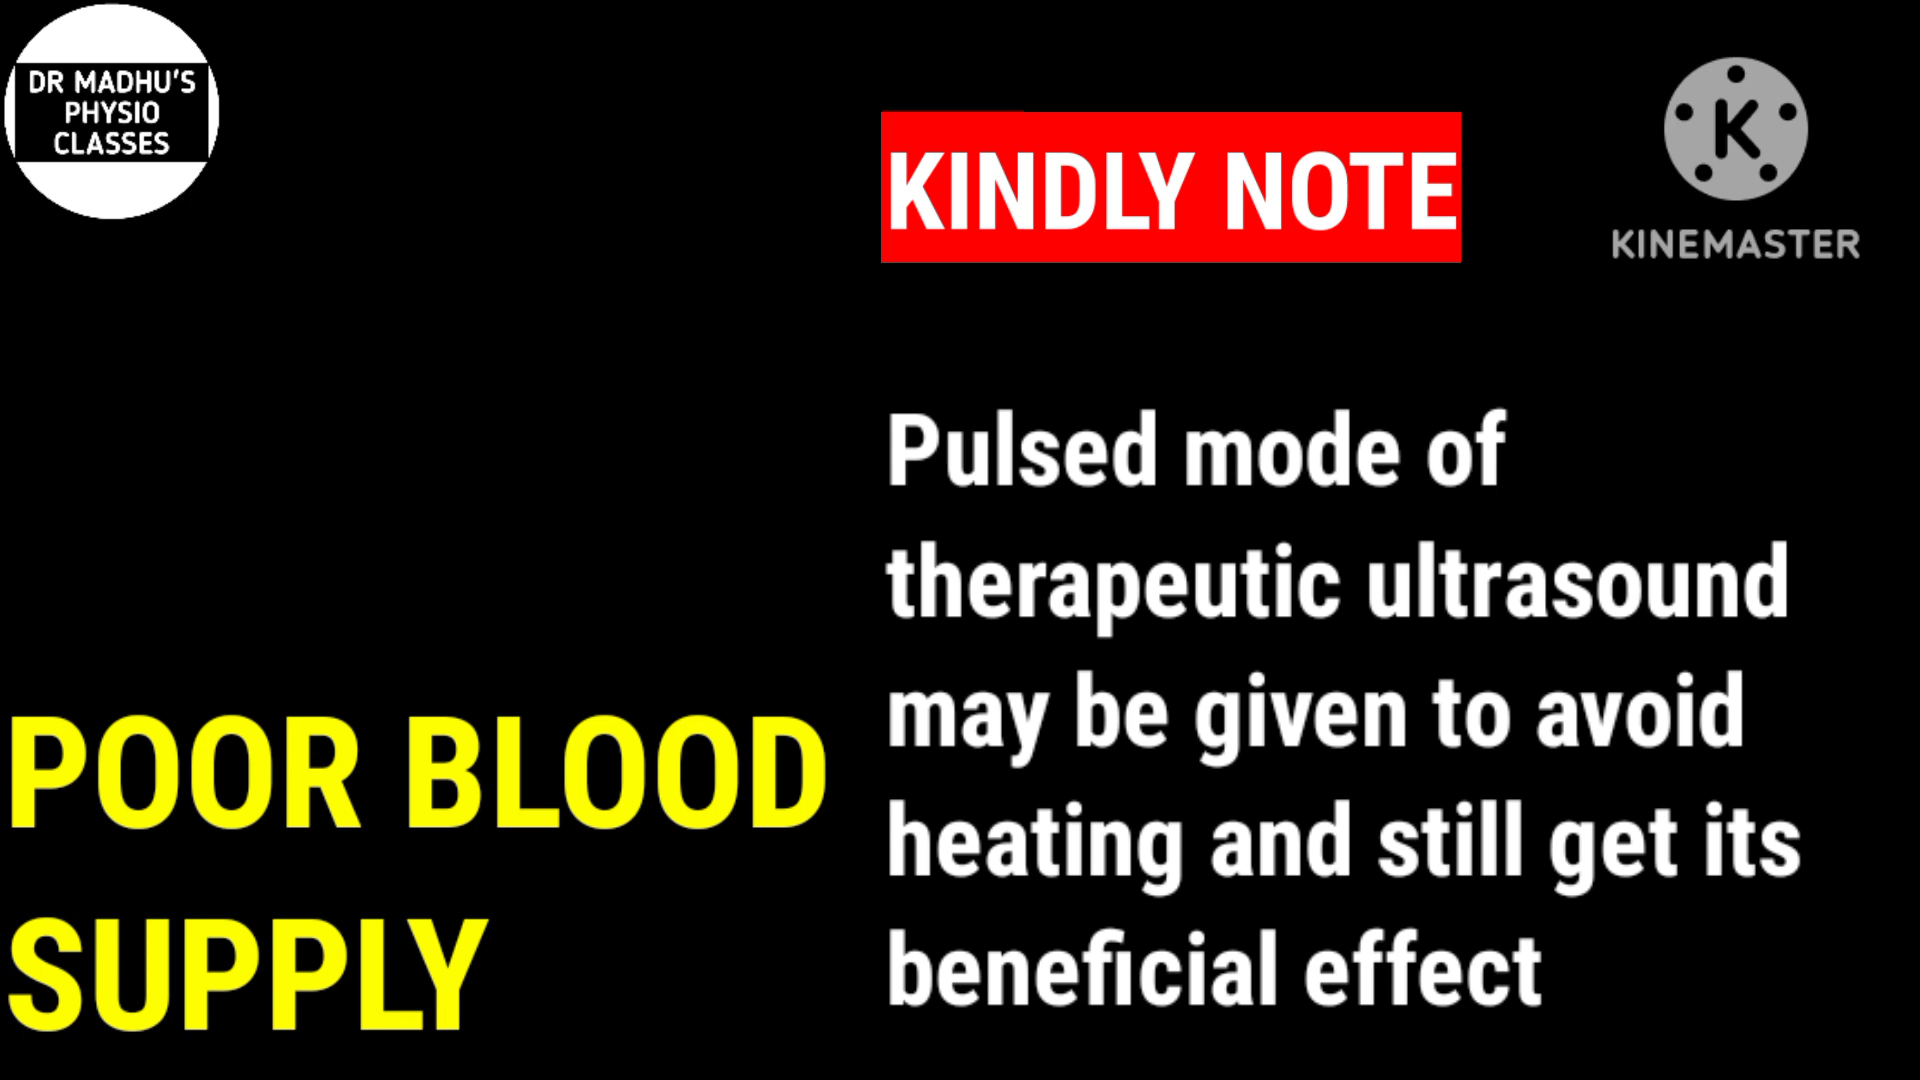 DR MADHU'S
PHYSIO
CLASSES
KINDLY NOTE
K
KINEMASTER
Pulsed mode of
therapeutic ultrasound
may be given to avoid
heating and still get its
beneficial effect
POOR BLOOD
SUPPLY